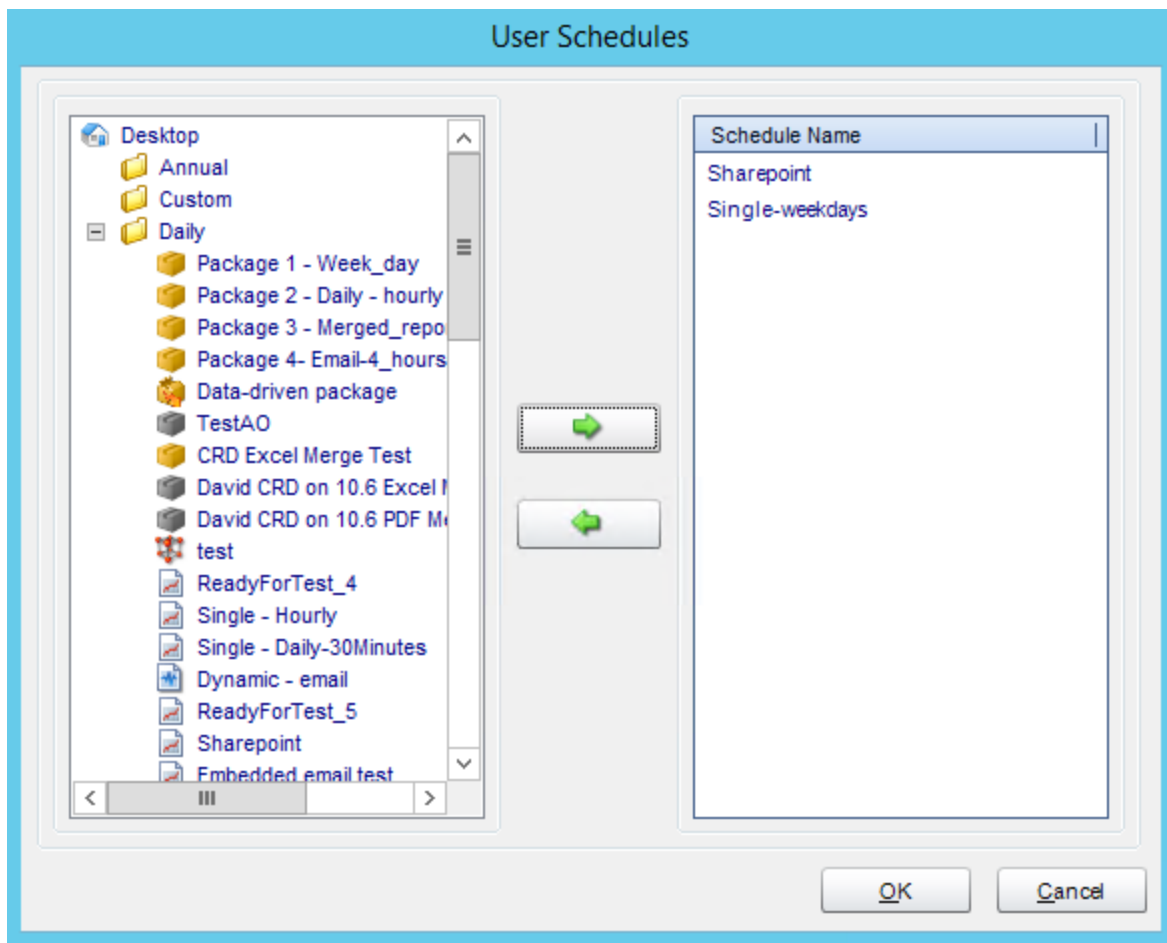 User Schedules
Desktop
Annual
Custom
Daily
Package 1 - Week_day
Package 2 - Daily - hourly
Package 3 - Merged_repo
Package 4- Email-4_hours
Data-driven package
TestAO
CRD Excel Merge Test
David CRD on 10.6 Excel
David CRD on 10.6 PDF
test
ReadyForTest_4
Single - Hourly
Single - Daily-30Minutes
Dynamic - email
ReadyForTest_5
Sharepoint
Embedded email test
Schedule Name
Sharepoint
Single-weekdays
OK
Cancel